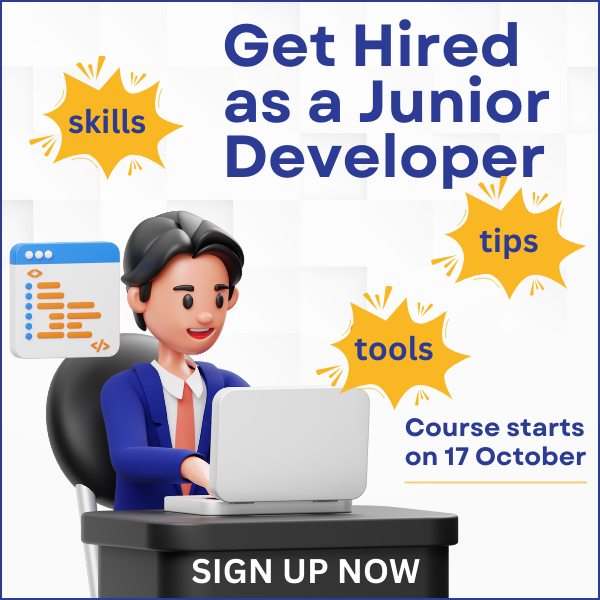 Get Hired
as a Junior
Developer
skills
tips
tools
Course starts
on 17 October
SIGN UP NOW